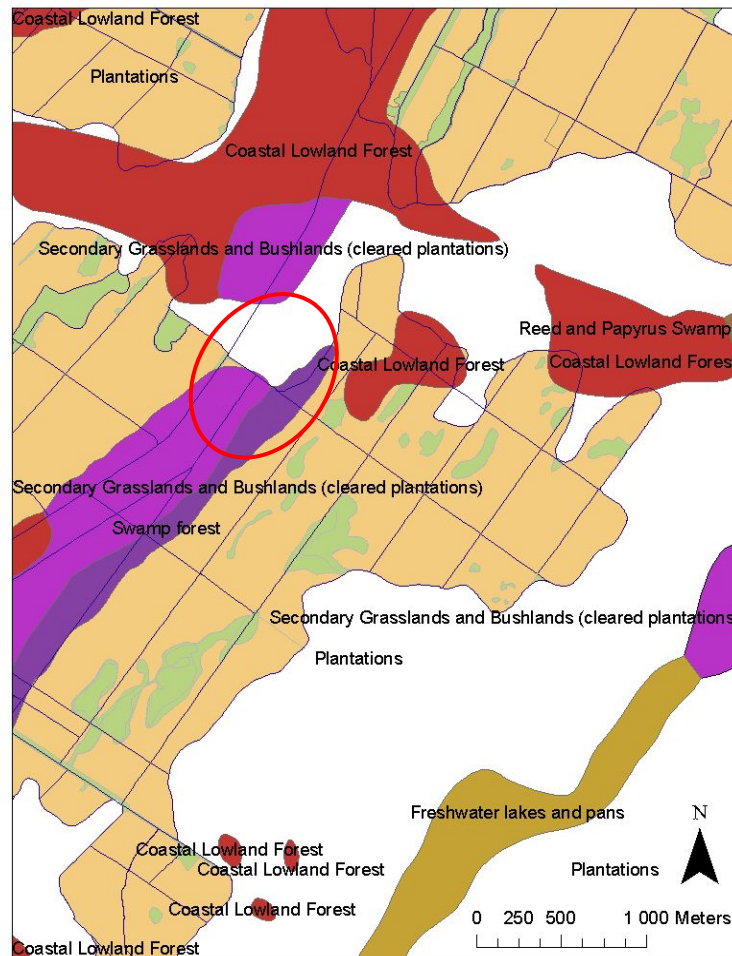 Coastal Lowland Forest
Plantations
Coastal Lowland Forest
Secondary Grasslands and Bushlands (cleared plantations)
Reed and Papyrus Swamp
Coastal Lowland Forest
Coastal Lowland Fores
Secondary Grasslands and Bushlands (cleared plantations)
Swamp forest
Secondary Grasslands and Bushlands (cleared plantations
Plantations
Freshwater lakes and pans
N
Coastal Lowland Forest
Coastal Lowland Forest
Plantations
Coastal Lowland Forest
0 250 500 1 000 Meters
Coastal Lowland Forest